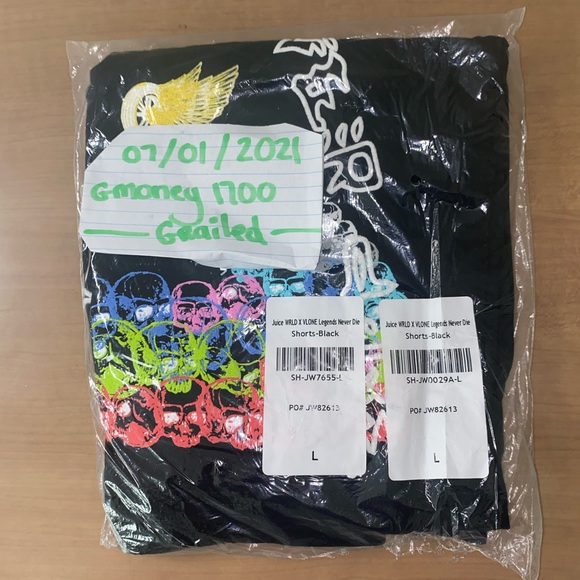 07/01/2021
Gmoney 1700
Grailed
Juice WRLD X VLONE Legends Never Die
Shorts-Black
SH-JW7655-L
PO# JW82613
L
Juice WRLD X VLONE Legends Never Die
Shorts-Black
SH-JW0029A-L
PO# JW82613
L